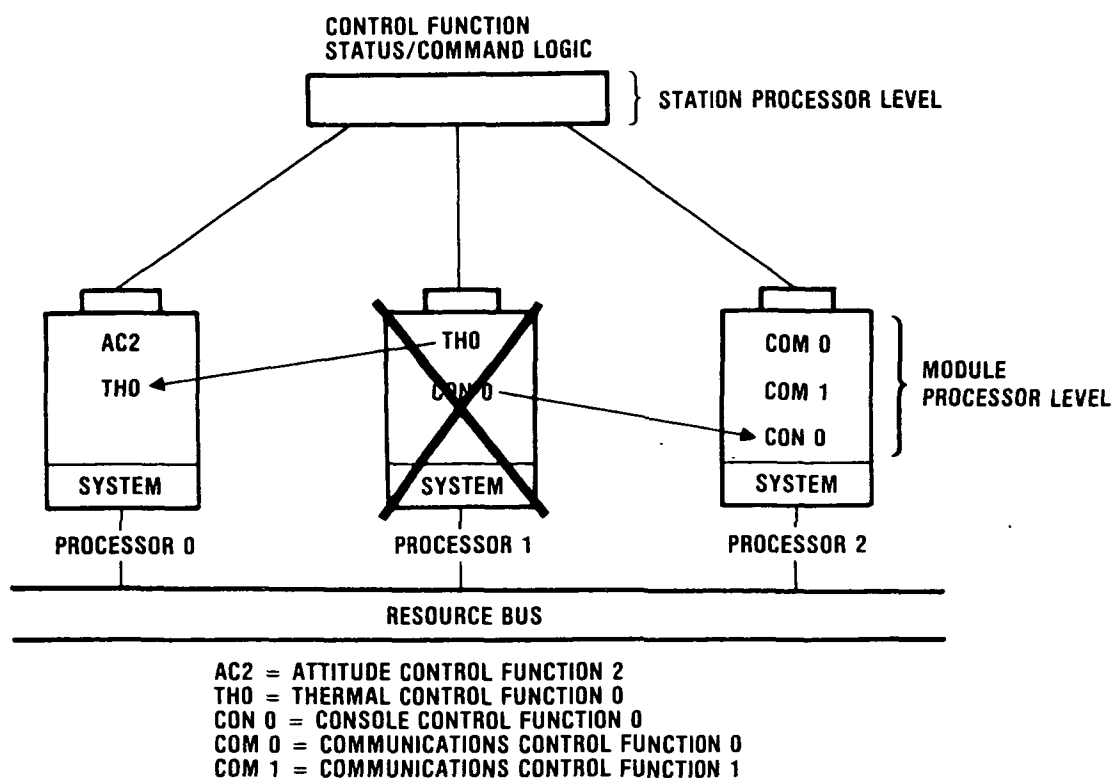 CONTROL FUNCTION
STATUS/COMMAND LOGIC
STATION PROCESSOR LEVEL
AC2
TH0
SYSTEM
PROCESSOR 0
TH0
CON 0
SYSTEM
PROCESSOR 1
COM 0
COM 1
CON 0
SYSTEM
PROCESSOR 2
MODULE
PROCESSOR LEVEL
RESOURCE BUS
AC2 = ATTITUDE CONTROL FUNCTION 2
TH0 = THERMAL CONTROL FUNCTION 0
CON 0 = CONSOLE CONTROL FUNCTION 0
COM 0 = COMMUNICATIONS CONTROL FUNCTION 0
COM 1 = COMMUNICATIONS CONTROL FUNCTION 1